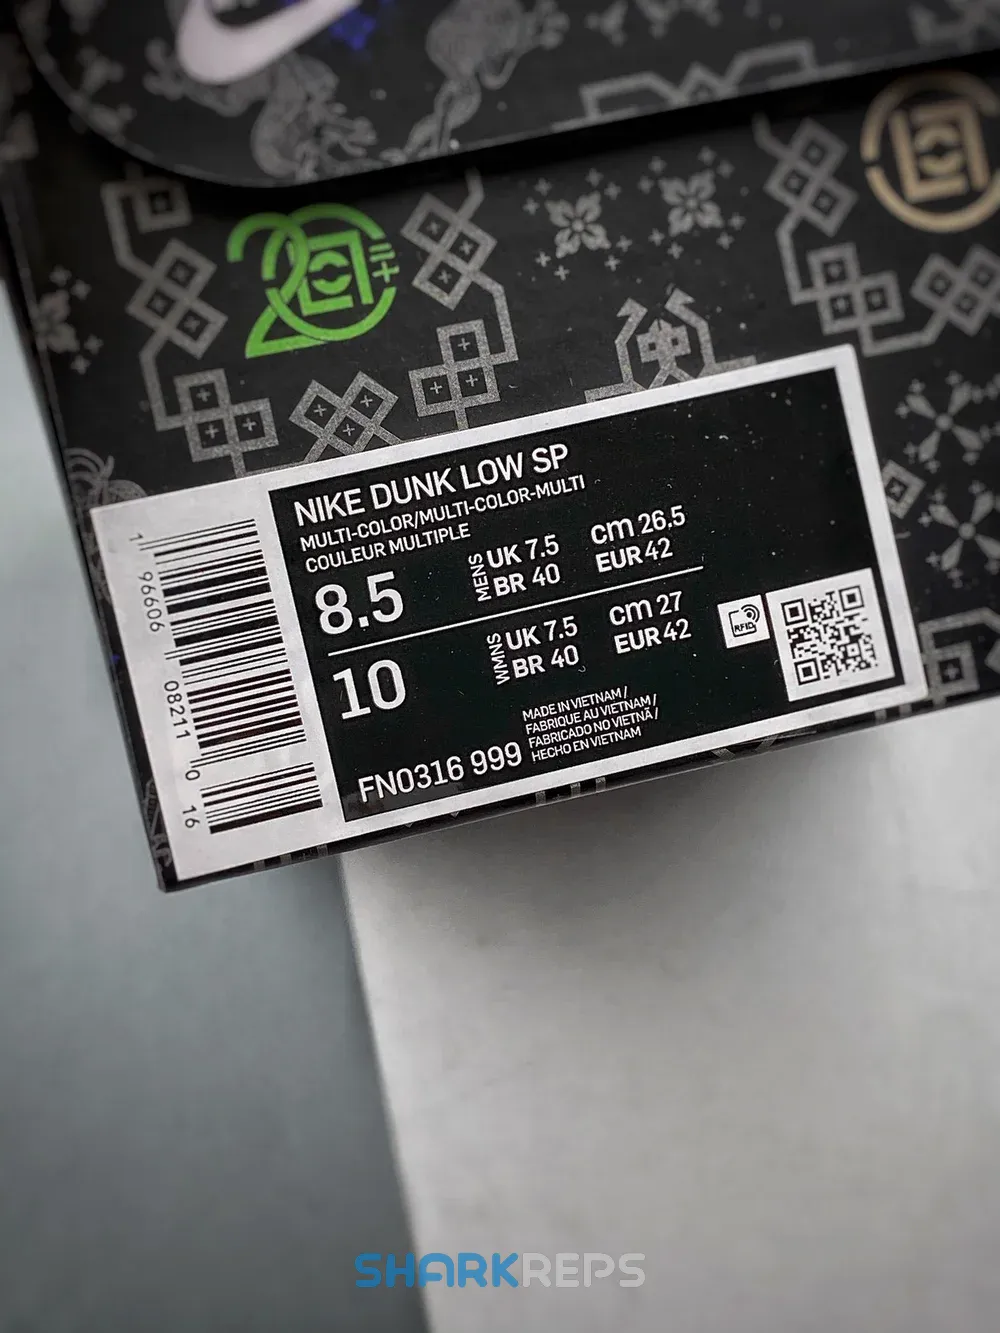 20
NIKE DUNK LOW SP
MULTI-COLOR/MULTI-COLOR-MULTI
COULEUR MULTIPLE
8.5
MENS
UK 7.5
BR 40
cm 26.5
EUR 42
10
WMNS
UK 7.5
BR 40
cm 27
EUR 42
RFID
MADE IN VIETNAM /
FABRIQUE AU VIETNAM /
FABRICADO NO VIETNÃ /
HECHO EN VIETNAM
FN0316 999
1 96606 08211 0 16
SHARKREPS